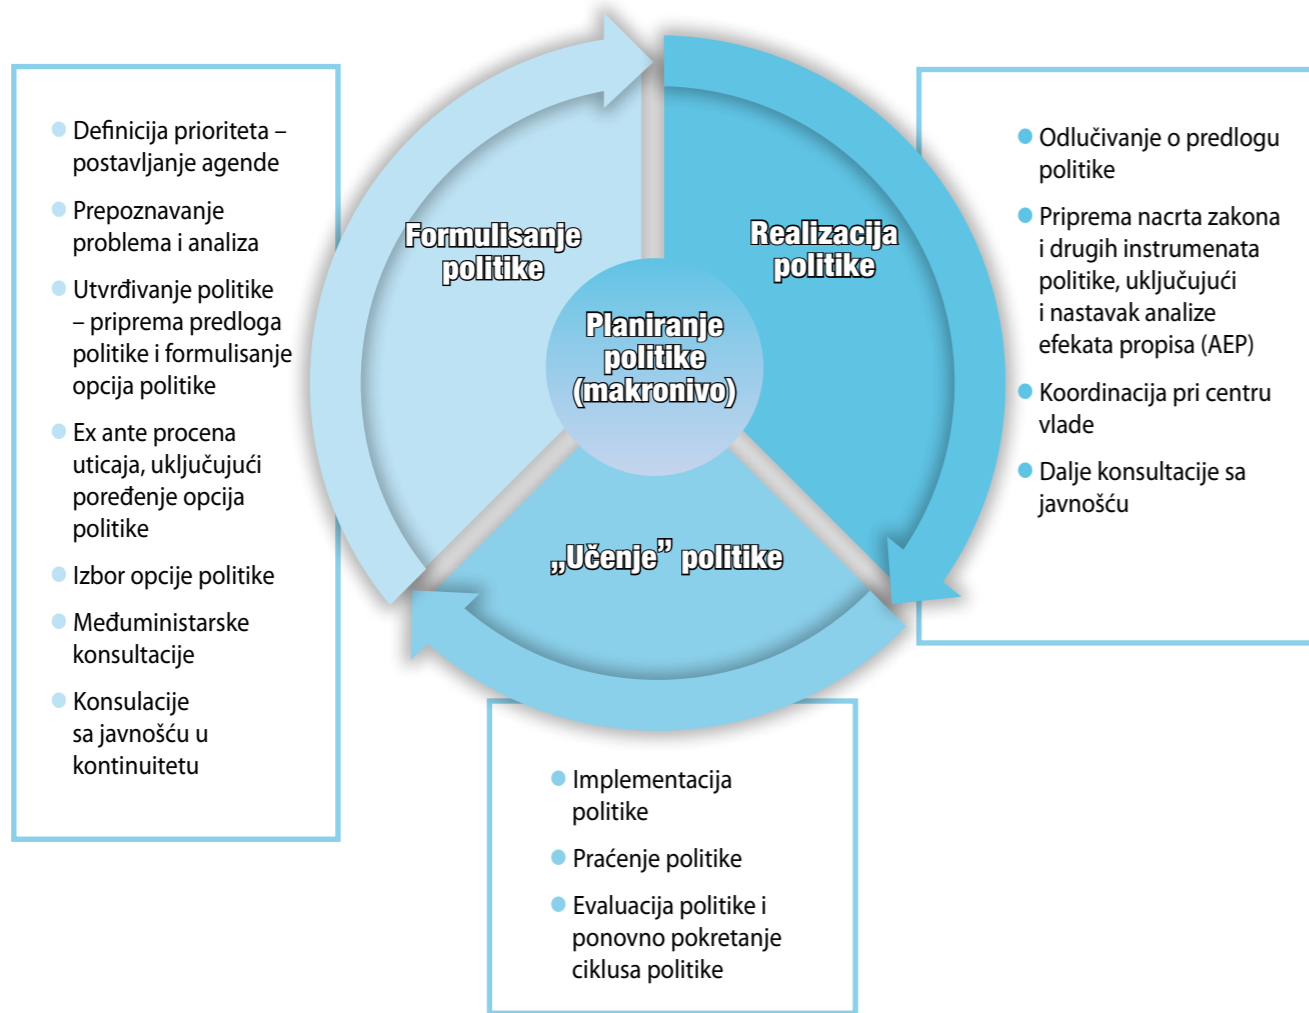 Definicija prioriteta –
postavljanje agende
Prepoznavanje
problema i analiza
Utvrđivanje politike
– priprema predloga
politike i formulisanje
opcija politike
Ex ante procena
uticaja, uključujući
poređenje opcija
politike
Izbor opcije politike
Međuministarske
konsultacije
Konsulacije
sa javnošću u
kontinuitetu
Formulisanje
politike
Realizacija
politike
Planiranje
politike
(makronivo)
„Učenje” politike
Odlučivanje o predlogu
politike
Priprema nacrta zakona
i drugih instrumenata
politike, uključujući
i nastavak analize
efekata propisa (AEP)
Koordinacija pri centru
vlade
Dalje konsultacije sa
javnošću
Implementacija
politike
Praćenje politike
Evaluacija politike i
ponovno pokretanje
ciklusa politike